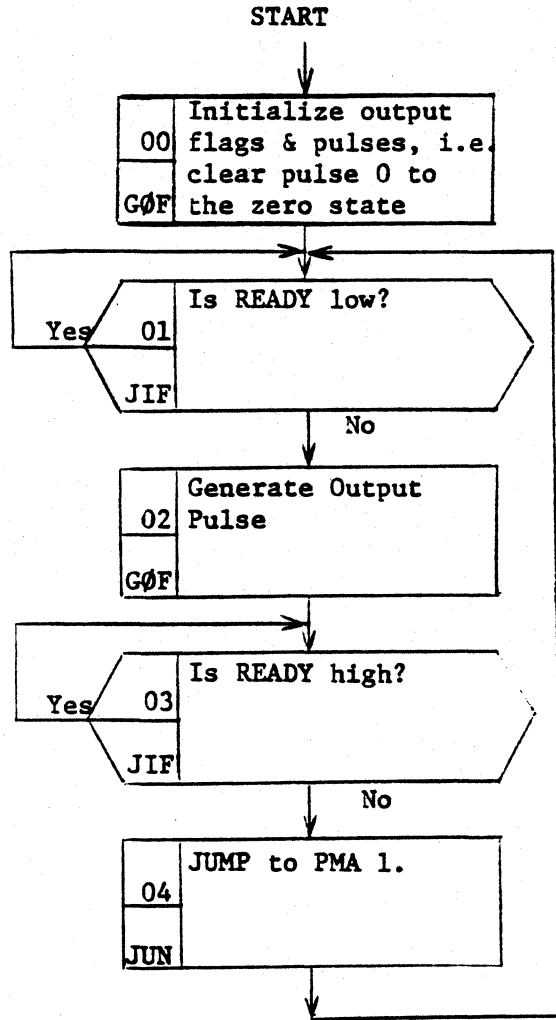 START
Initialize output
00 flags & pulses, i.e.
clear pulse 0 to
GØF the zero state
Is READY low?
Yes 01
JIF
No
Generate Output
02 Pulse
GØF
Is READY high?
Yes 03
JIF
No
JUMP to PMA 1.
04
JUN